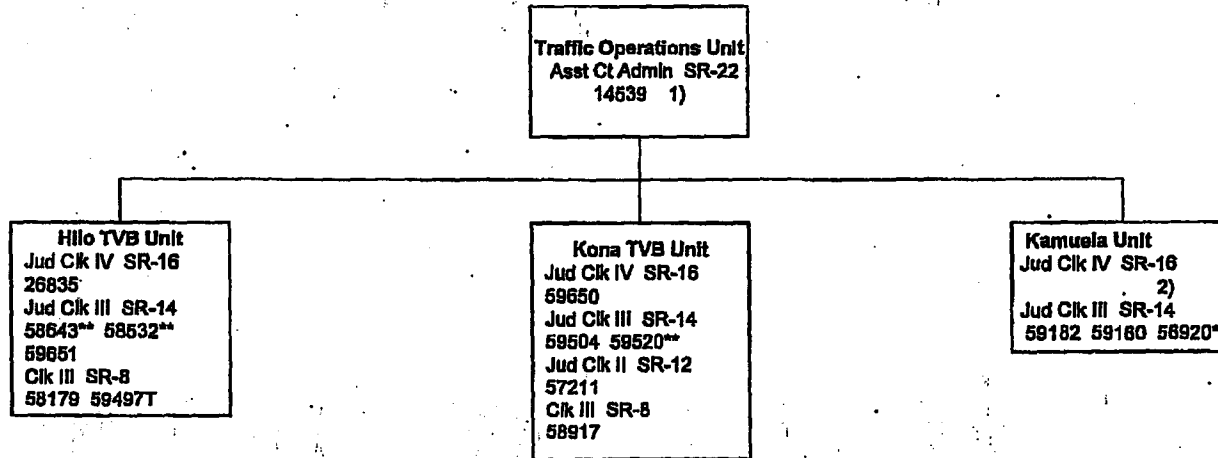 Traffic Operations Unit
Asst Ct Admin SR-22
14539 1)
Hilo TVB Unit
Jud Clk IV SR-16
26835
Jud Clk III SR-14
58643** 58532**
59651
Clk III SR-8
58179 59497T
Kona TVB Unit
Jud Clk IV SR-16
59650
Jud Clk III SR-14
59504 59520**
Jud Clk II SR-12
57211
Clk III SR-8
58917
Kamuela Unit
Jud Clk IV SR-16
2)
Jud Clk III SR-14
59182 59160 56920*